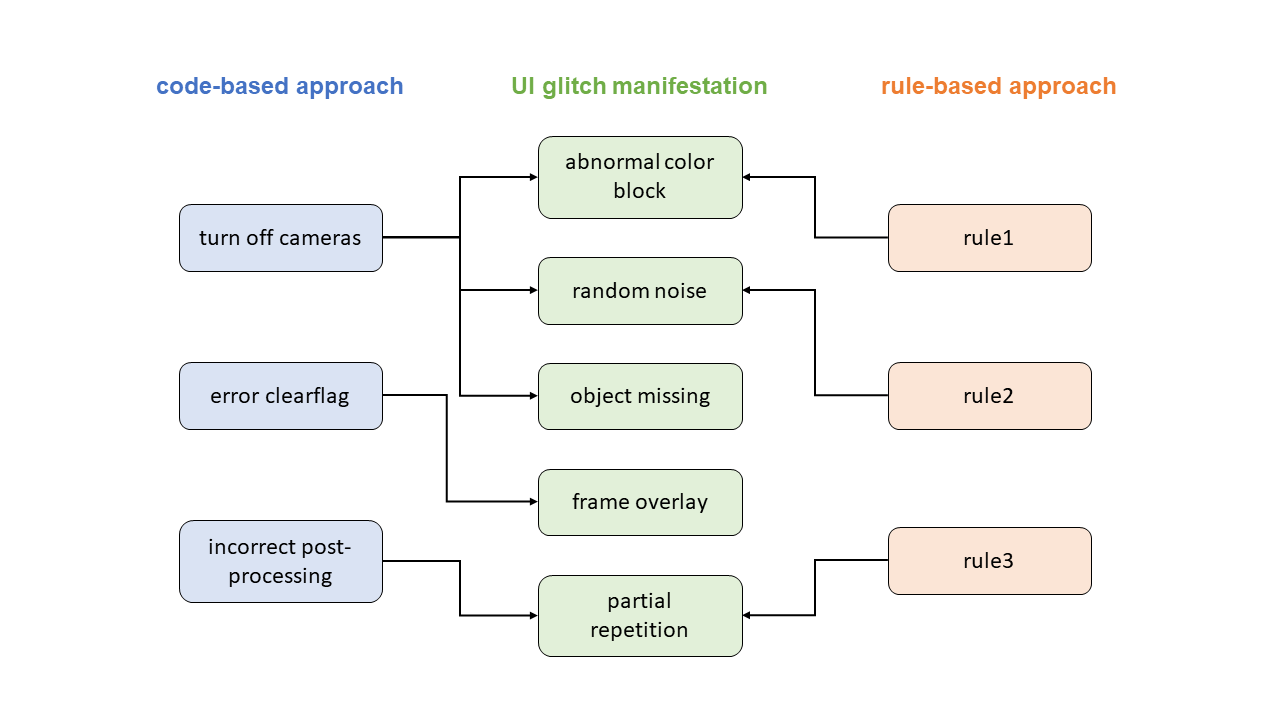 code-based approach
UI glitch manifestation
rule-based approach
turn off cameras
error clearflag
incorrect post-
processing
abnormal color
block
random noise
object missing
frame overlay
partial
repetition
rule1
rule2
rule3